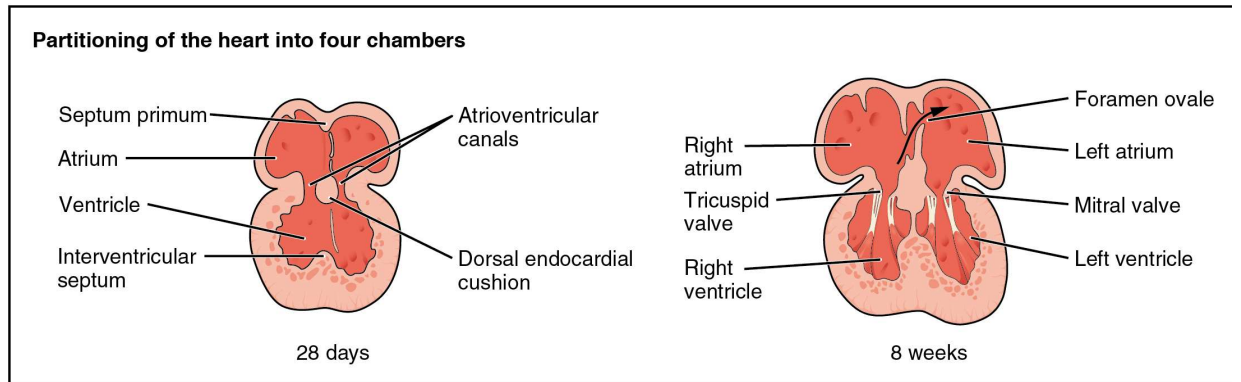 Partitioning of the heart into four chambers
Septum primum
Atrium
Ventricle
Interventricular
septum
Atrioventricular
canals
Dorsal endocardial
cushion
28 days
Right
atrium
Tricuspid
valve
Right
ventricle
Foramen ovale
Left atrium
Mitral valve
Left ventricle
8 weeks